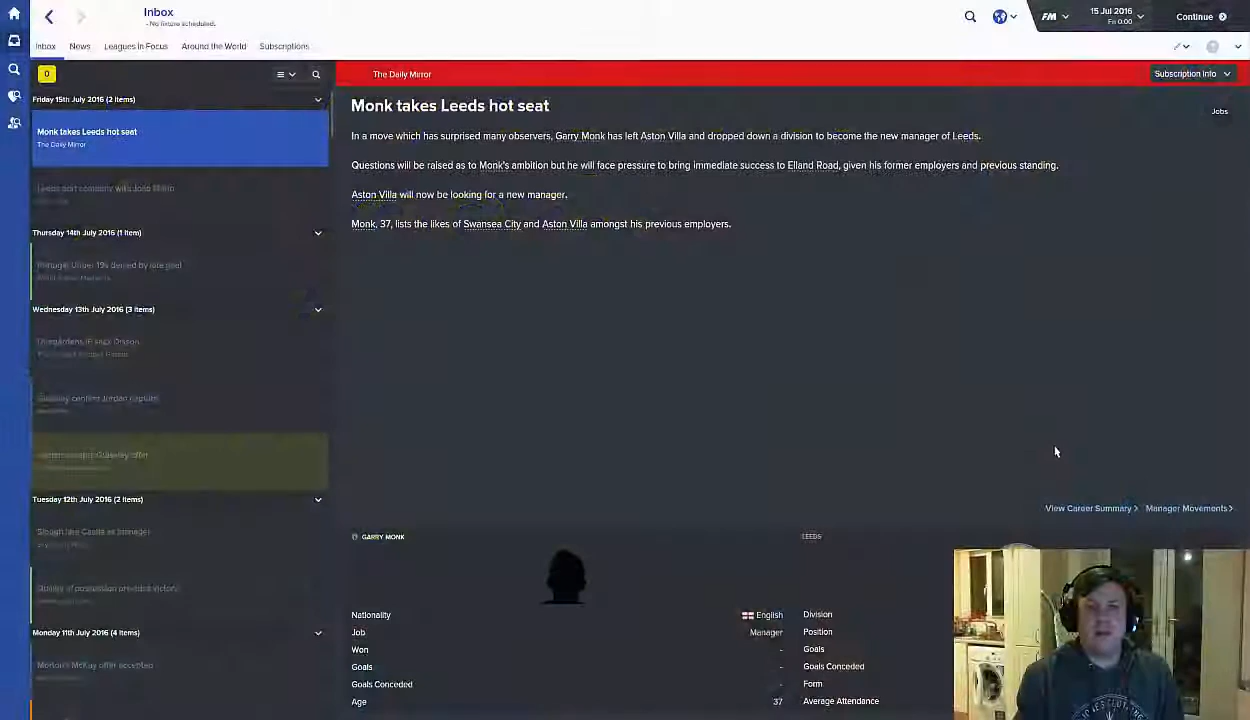 Inbox
- No fixture scheduled.
FM
15 Jul 2016
Fri 0:00
Continue
Inbox
News
Leagues in Focus
Around the World
Subscriptions
0
The Daily Mirror
Subscription Info
Friday 15th July 2016 (2 items)
Monk takes Leeds hot seat
The Daily Mirror
Thursday 14th July 2016 (1 item)
Wednesday 13th July 2016 (3 items)
Tuesday 12th July 2016 (2 items)
Monday 11th July 2016 (4 items)
Morton's McKay offer accepted
Monk takes Leeds hot seat
Jobs
In a move which has surprised many observers, Garry Monk has left Aston Villa and dropped down a division to become the new manager of Leeds.
Questions will be raised as to Monk's ambition but he will face pressure to bring immediate success to Elland Road, given his former employers and previous standing.
Aston Villa will now be looking for a new manager.
Monk, 37, lists the likes of Swansea City and Aston Villa amongst his previous employers.
View Career Summary >
Manager Movements >
GARRY MONK
LEEDS
Nationality
English
Division
Job
Manager
Position
Won
-
Goals
Goals
-
Goals Conceded
Goals Conceded
-
Form
Age
37
Average Attendance